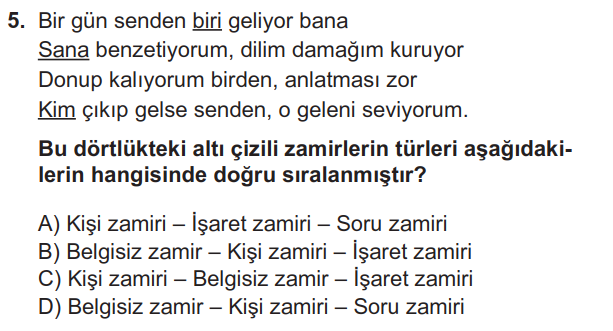 5. Bir gün senden biri geliyor bana
Sana benzetiyorum, dilim damağım kuruyor
Donup kalıyorum birden, anlatması zor
Kim çıkıp gelse senden, o geleni seviyorum.
Bu dörtlükteki altı çizili zamirlerin türleri aşağıdaki-
lerin hangisinde doğru sıralanmıştır?
A) Kişi zamiri – İşaret zamiri – Soru zamiri
B) Belgisiz zamir – Kişi zamiri – İşaret zamiri
C) Kişi zamiri – Belgisiz zamir – İşaret zamiri
D) Belgisiz zamir – Kişi zamiri – Soru zamiri